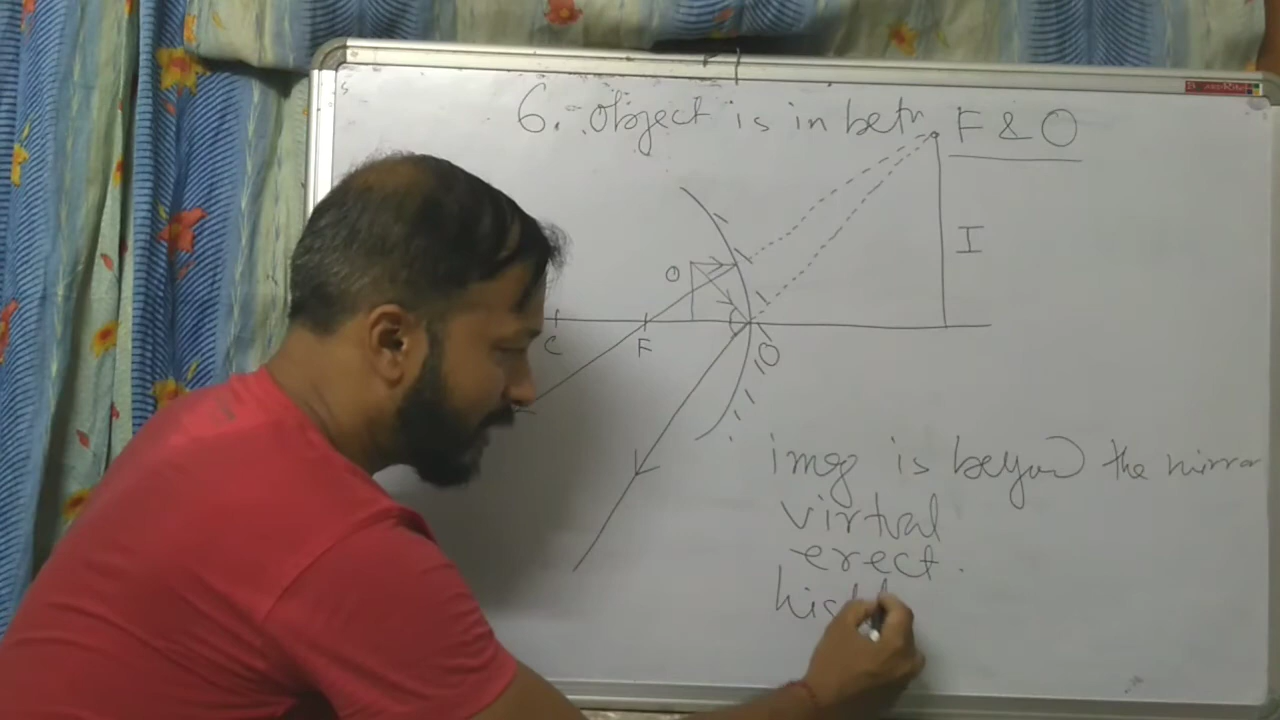 6. Object is in betn F & O
I
O
C
F
O
img is beyond the mirror
virtual
erect.